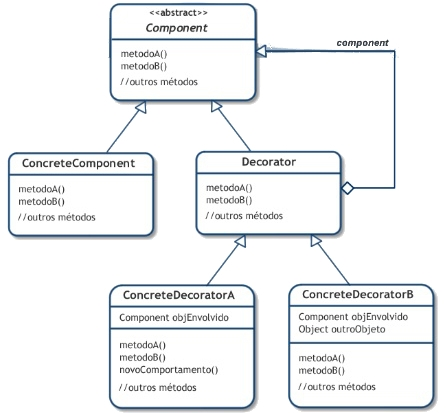 <<abstract>>
Component
metodoA()
metodoB()
//outros métodos
component
ConcreteComponent
metodoA()
metodoB()
//outros métodos
Decorator
metodoA()
metodoB()
//outros métodos
ConcreteDecoratorA
Component objEnvolvido
metodoA()
metodoB()
novoComportamento()
//outros métodos
ConcreteDecoratorB
Component objEnvolvido
Object outroObjeto
metodoA()
metodoB()
//outros métodos